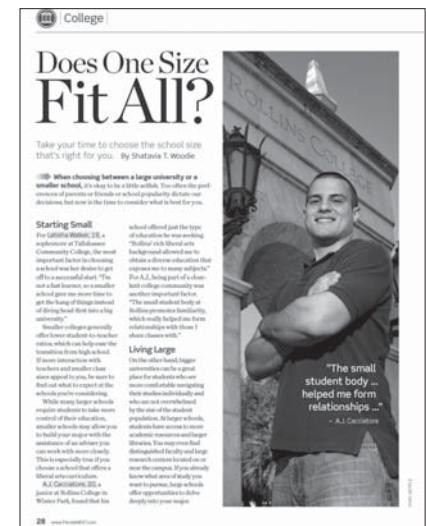 College
Does One Size
Fit All?
Take your time to choose the school size
that's right for you. By Shatavia T. Woodie
When choosing between a large university or a
smaller school, it's okay to be a little selfish. Too often the pref-
erences of parents or friends or school popularity dictate our
decisions, but now is the time to consider what is best for you.
Starting Small
For Latisha Walker, 19, a
sophomore at Tallahassee
Community College, the most
important factor in choosing
a school was her desire to get
off to a successful start. "I'm
not a fast learner, so a smaller
school gave me more time to
get the hang of things instead
of diving head-first into a big
university."
Smaller colleges generally
offer lower student-to-teacher
ratios, which can help ease the
transition from high school.
If more interaction with
teachers and smaller class
sizes appeal to you, be sure to
find out what to expect at the
schools you're considering.
While many larger schools
require students to take more
control of their education,
smaller schools may allow you
to build your major with the
assistance of an adviser you
can work with more closely.
This is especially true if you
choose a school that offers a
liberal arts curriculum.
A.J. Cacciatore, 20, a
junior at Rollins College in
Winter Park, found that his
school offered just the type
of education he was seeking.
"Rollins' rich liberal arts
background allowed me to
obtain a diverse education that
exposes me to many subjects."
For A.J., being part of a close-
knit college community was
another important factor.
"The small student body at
Rollins promotes familiarity,
which really helped me form
relationships with those I
share classes with."
Living Large
On the other hand, bigger
universities can be a great
place for students who are
more comfortable navigating
their studies individually and
who are not overwhelmed
by the size of the student
population. At larger schools,
students have access to more
academic resources and larger
libraries. You may even find
distinguished faculty and large
research centers located on or
near the campus. If you already
know what area of study you
want to pursue, large schools
offer opportunities to delve
deeply into your major.
ROLLINS COLLEGE
"The small
student body ...
helped me form
relationships ..."
– A.J. Cacciatore
28